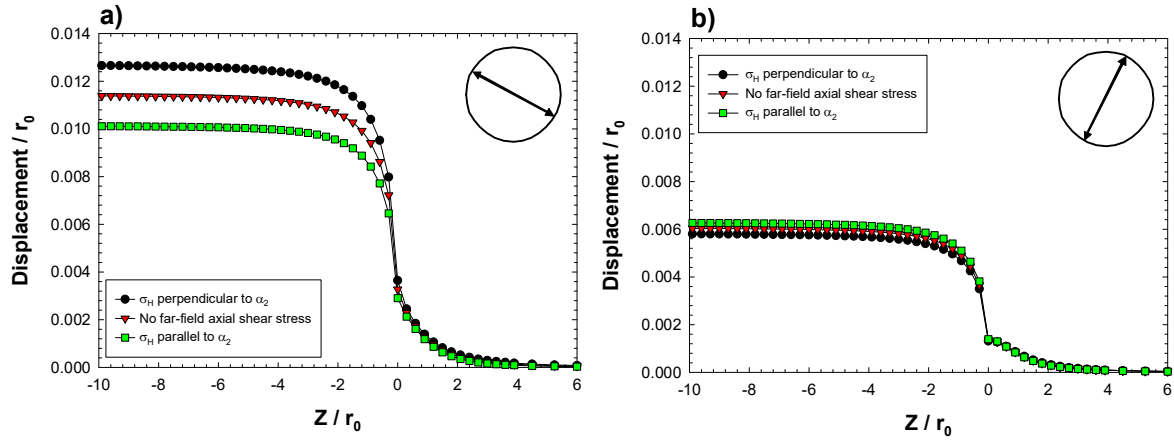 a)
Displacement / r0
0.014
0.012
0.010
0.008
0.006
0.004
0.002
0.000
σH perpendicular to α2
No far-field axial shear stress
σH parallel to α2
-10 -8 -6 -4 -2 0 2 4 6
Z / r0
b)
Displacement / r0
0.014
0.012
0.010
0.008
0.006
0.004
0.002
0.000
σH perpendicular to α2
No far-field axial shear stress
σH parallel to α2
-10 -8 -6 -4 -2 0 2 4 6
Z / r0